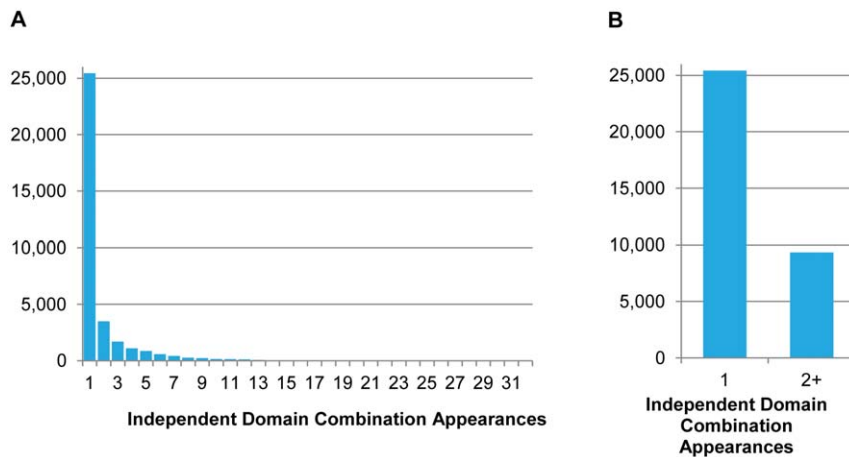 A
25,000
20,000
15,000
10,000
5,000
0
1 3 5 7 9 11 13 15 17 19 21 23 25 27 29 31
Independent Domain Combination Appearances
B
25,000
20,000
15,000
10,000
5,000
0
1 2+
Independent Domain
Combination
Appearances